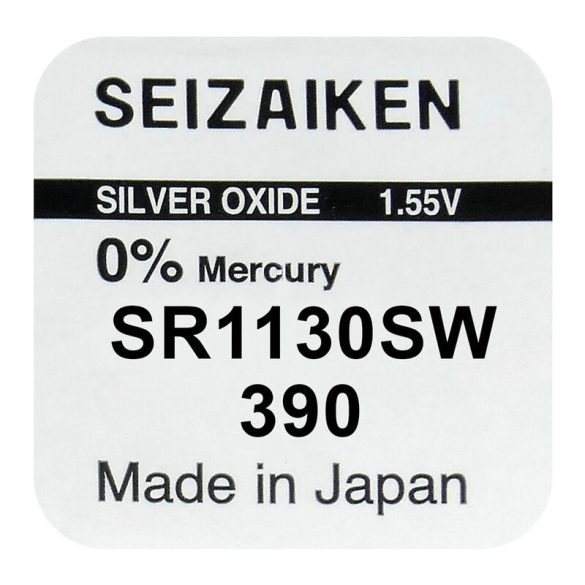 SEIZAIKEN
SILVER OXIDE 1.55V
0% Mercury
SR1130SW
390
Made in Japan